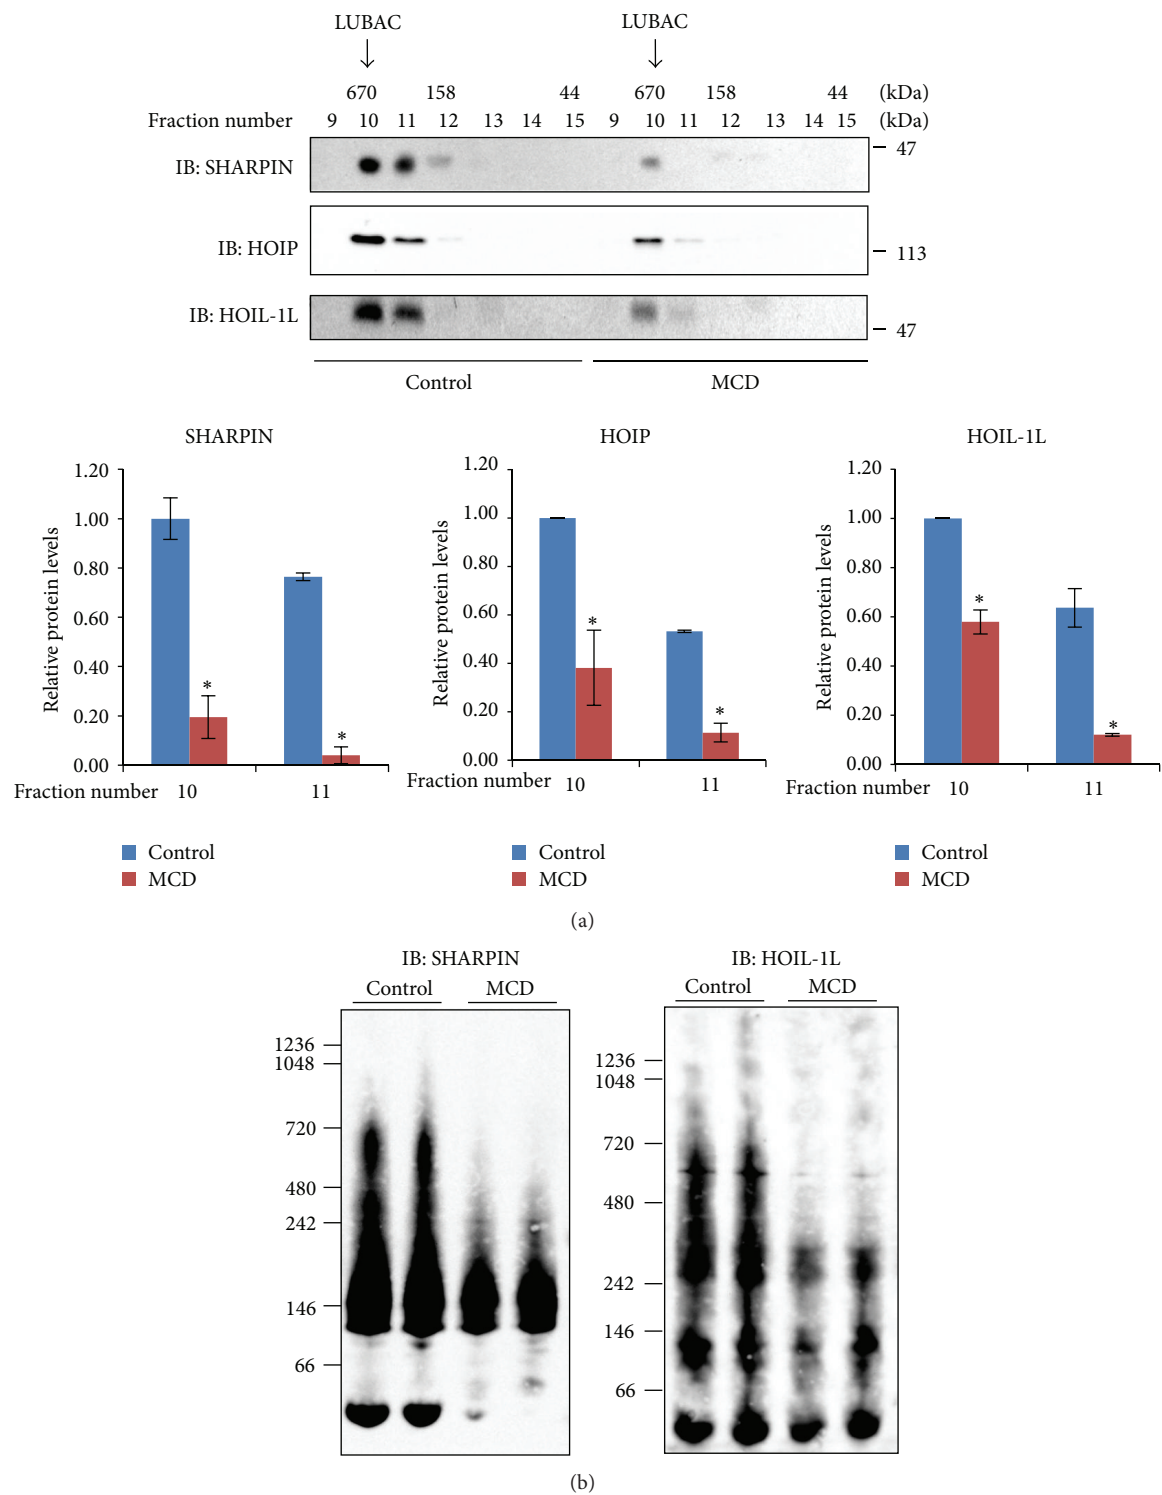 LUBAC LUBAC
670 158 44 670 158 44 (kDa)
Fraction number 9 10 11 12 13 14 15 9 10 11 12 13 14 15 (kDa)
IB: SHARPIN 47
IB: HOIP 113
IB: HOIL-1L 47
Control MCD
SHARPIN HOIP HOIL-1L
Relative protein levels
1.20
1.00
0.80
0.60
0.40
0.20
0.00
* *
Fraction number 10 11
Control
MCD
Relative protein levels
1.20
1.00
0.80
0.60
0.40
0.20
0.00
* *
Fraction number 10 11
Control
MCD
Relative protein levels
1.20
1.00
0.80
0.60
0.40
0.20
0.00
* *
Fraction number 10 11
Control
MCD
(a)
IB: SHARPIN
Control MCD
1236
1048
720
480
242
146
66
IB: HOIL-1L
Control MCD
1236
1048
720
480
242
146
66
(b)